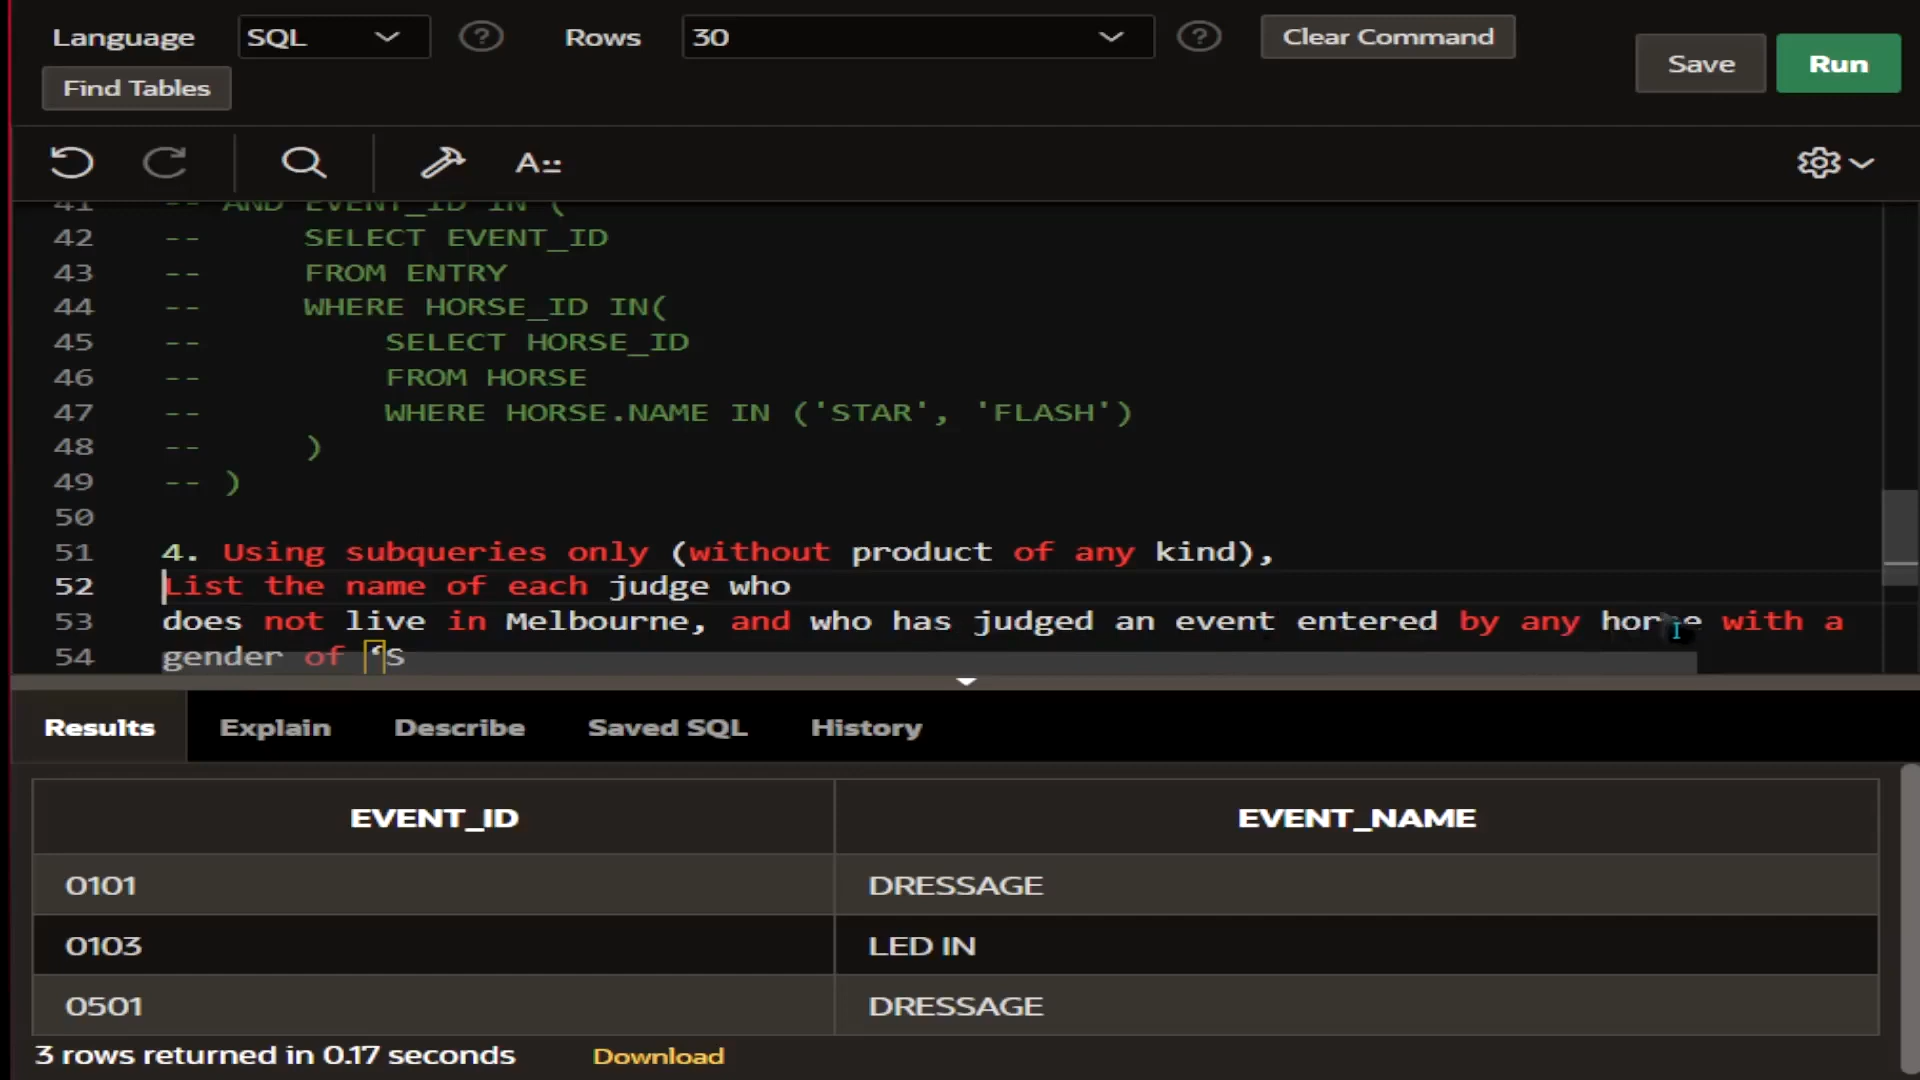 Language SQL Rows 30 Clear Command Save Run
Find Tables
41 -- AND EVENT_ID IN (
42 -- SELECT EVENT_ID
43 -- FROM ENTRY
44 -- WHERE HORSE_ID IN(
45 -- SELECT HORSE_ID
46 -- FROM HORSE
47 -- WHERE HORSE.NAME IN ('STAR', 'FLASH')
48 -- )
49 -- )
50
51 4. Using subqueries only (without product of any kind),
52 List the name of each judge who
53 does not live in Melbourne, and who has judged an event entered by any horse with a
54 gender of ‘S
Results Explain Describe Saved SQL History
EVENT_ID EVENT_NAME
0101 DRESSAGE
0103 LED IN
0501 DRESSAGE
3 rows returned in 0.17 seconds Download